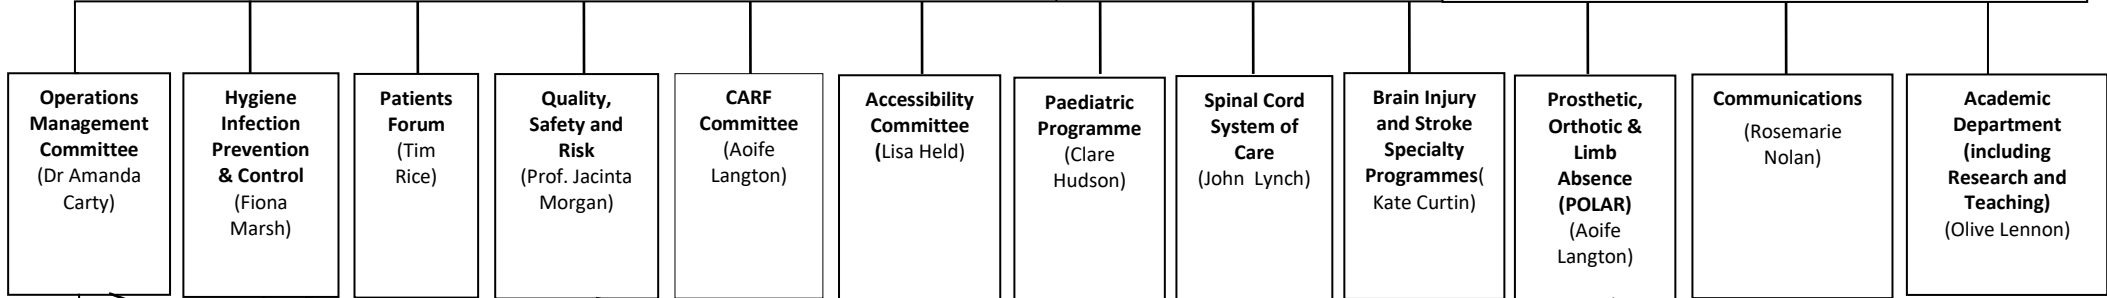 Operations
Management
Committee
(Dr Amanda
Carty)
Hygiene
Infection
Prevention
& Control
(Fiona
Marsh)
Patients
Forum
(Tim
Rice)
Quality,
Safety and
Risk
(Prof. Jacinta
Morgan)
CARF
Committee
(Aoife
Langton)
Accessibility
Committee
(Lisa Held)
Paediatric
Programme
(Clare
Hudson)
Spinal Cord
System of
Care
(John  Lynch)
Brain Injury
and Stroke
Specialty
Programmes(
Kate Curtin)
Prosthetic,
Orthotic &
Limb
Absence
(POLAR)
(Aoife
Langton)
Communications
(Rosemarie
Nolan)
Academic
Department
(including
Research and
Teaching)
(Olive Lennon)